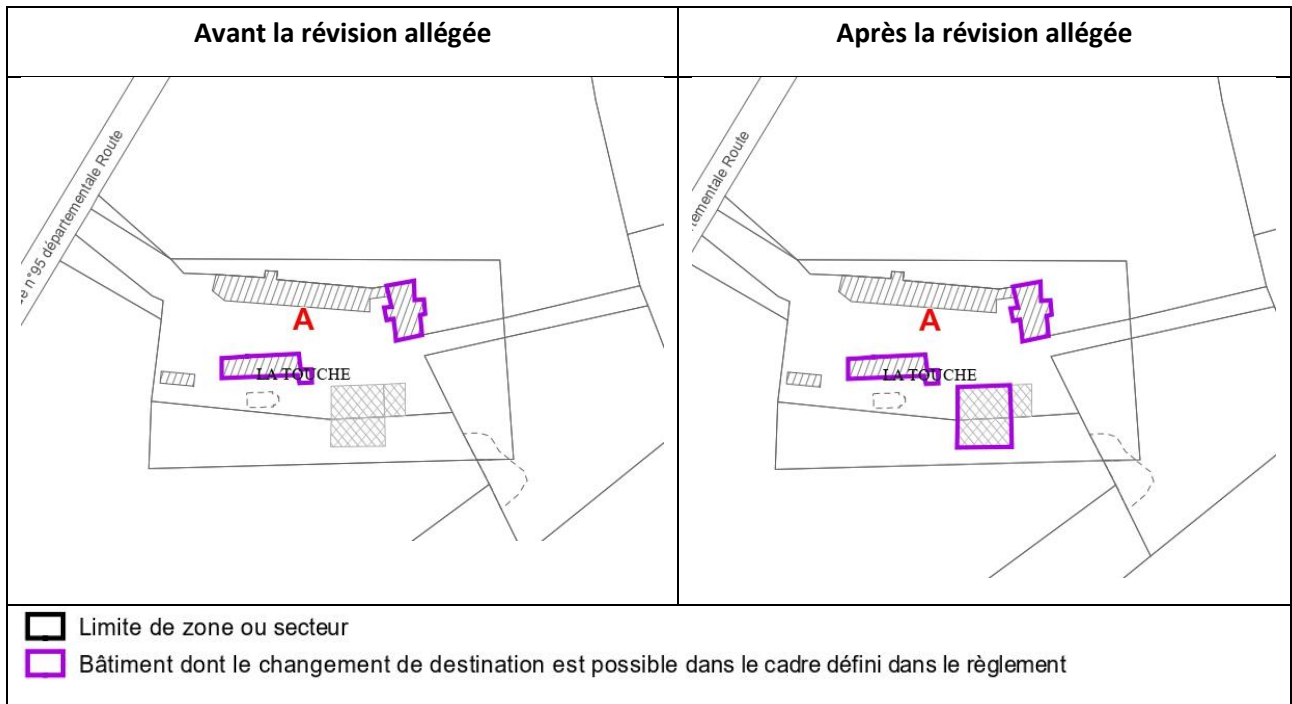 Avant la révision allégée
Après la révision allégée
e n°95 départementale Route
A
LA TOUCHE
tementale Route
A
LA TOUCHE
Limite de zone ou secteur
Bâtiment dont le changement de destination est possible dans le cadre défini dans le règlement